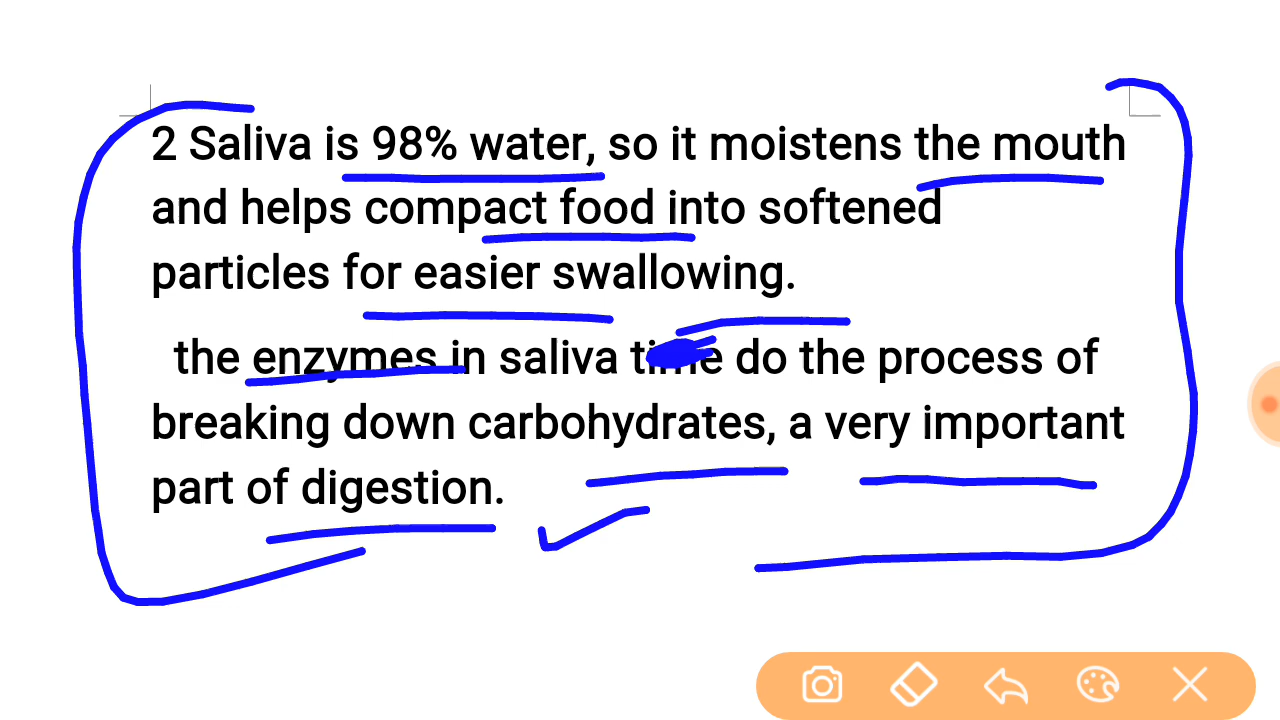 2 Saliva is 98% water, so it moistens the mouth
and helps compact food into softened
particles for easier swallowing.
the enzymes in saliva time do the process of
breaking down carbohydrates, a very important
part of digestion.